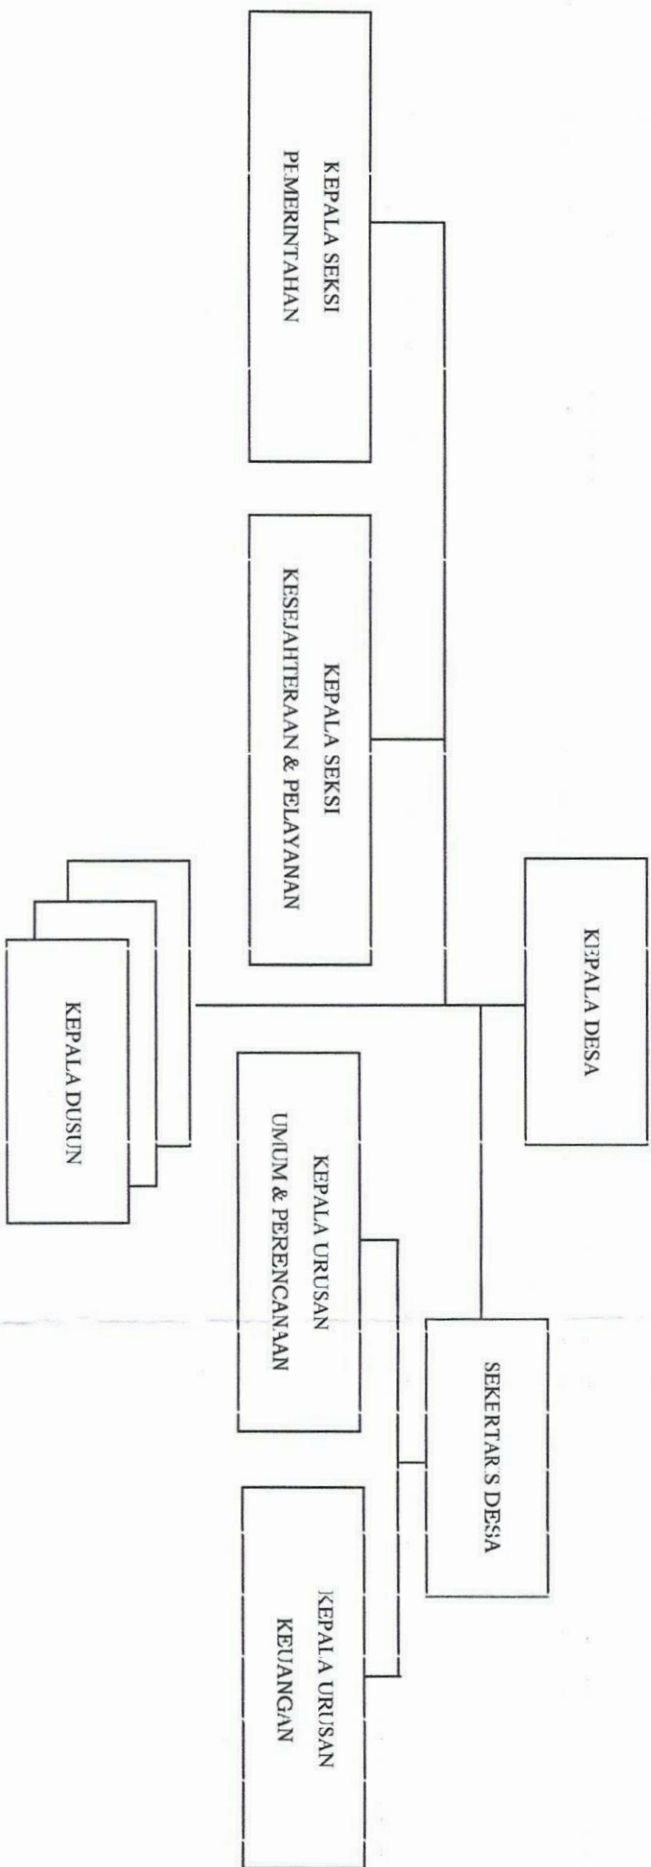 KEPALA DESA
SEKERTARIS DESA
KEPALA SEKSI
PEMERINTAHAN
KEPALA SEKSI
KESEJAHTERAAN & PELAYANAN
KEPALA URUSAN
UMUM & PERENCANAAN
KEPALA URUSAN
KEUANGAN
KEPALA DUSUN